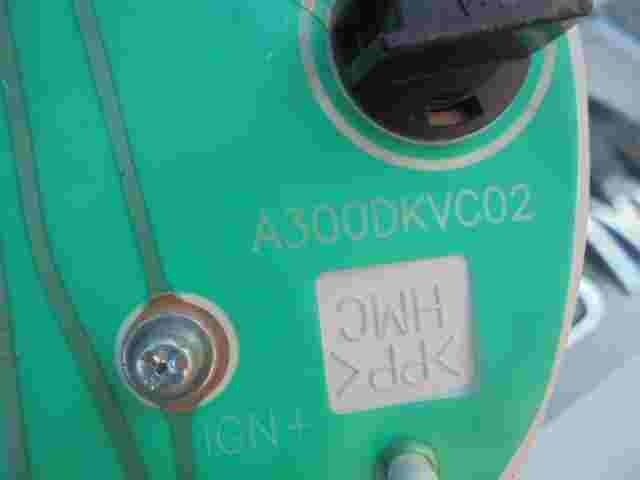 A300DKVC02
HMC
>PP<
IGN+